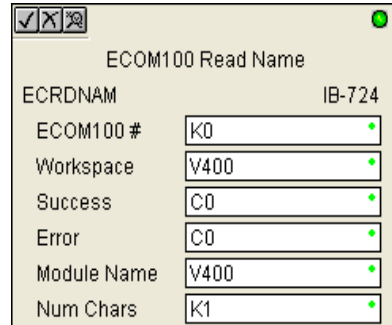 ECOM100 Read Name
ECRDNAM IB-724
ECOM100 # K0
Workspace V400
Success C0
Error C0
Module Name V400
Num Chars K1